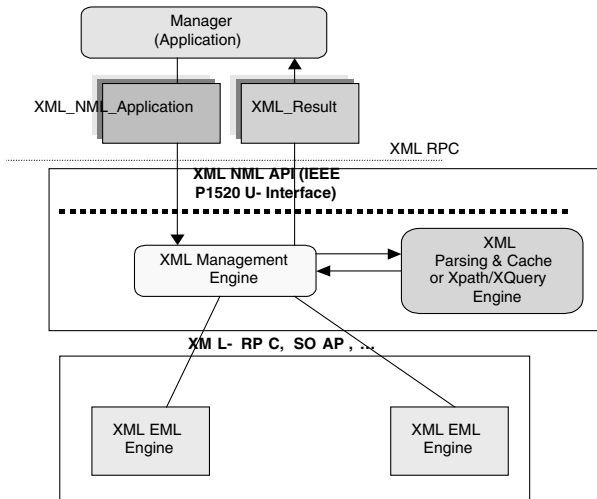 Manager
(Application)
XML_NML_Application
XML_Result
XML RPC
XML NML API (IEEE
P1520 U- Interface)
XML Management
Engine
XML
Parsing & Cache
or Xpath/XQuery
Engine
XM L- RP C, SO AP , ...
XML EML
Engine
XML EML
Engine